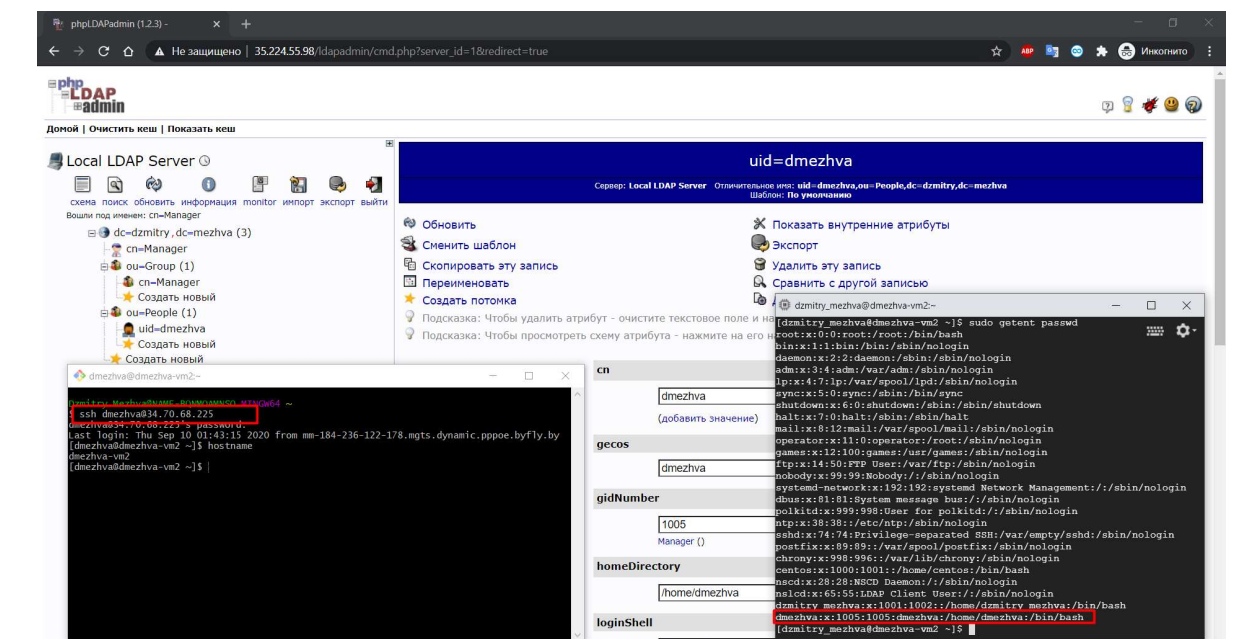 phpLDAPadmin (1.2.3) -
Не защищено | 35.224.55.98/ldapadmin/cmd.php?server_id=1&redirect=true
ABP
Инкогнито
php
LDAP
admin
Домой | Очистить кеш | Показать кеш
Local LDAP Server
схема поиск обновить информация monitor импорт экспорт выйти
Вошли под именем: cn=Manager
dc=dzmitry,dc=mezhva (3)
cn=Manager
ou=Group (1)
cn=Manager
Создать новый
ou=People (1)
uid=dmezhva
Создать новый
Создать новый
uid=dmezhva
Сервер: Local LDAP Server Отличительное имя: uid=dmezhva,ou=People,dc=dzmitry,dc=mezhva
Шаблон: По умолчанию
Обновить
Сменить шаблон
Скопировать эту запись
Переименовать
Создать потомка
Показать внутренние атрибуты
Экспорт
Удалить эту запись
Сравнить с другой записью
Подсказка: Чтобы удалить атрибут - очистите текстовое поле и
Подсказка: Чтобы просмотреть схему атрибута - нажмите на его
cn
dmezhva
(добавить значение)
gecos
dmezhva
gidNumber
1005
Manager ()
homeDirectory
/home/dmezhva
loginShell
dmezhva@dmezhva-vm2:~
MINGW64 ~
$ ssh dmezhva@34.70.68.225
dmezhva@34.70.68.225's password:
Last login: Thu Sep 10 01:43:15 2020 from mm-184-236-122-178.mgts.dynamic.pppoe.byfly.by
[dmezhva@dmezhva-vm2 ~]$ hostname
dmezhva-vm2
[dmezhva@dmezhva-vm2 ~]$
dzmitry_mezhva@dmezhva-vm2:~
[dzmitry_mezhva@dmezhva-vm2 ~]$ sudo getent passwd
root:x:0:0:root:/root:/bin/bash
bin:x:1:1:bin:/bin:/sbin/nologin
daemon:x:2:2:daemon:/sbin:/sbin/nologin
adm:x:3:4:adm:/var/adm:/sbin/nologin
lp:x:4:7:lp:/var/spool/lpd:/sbin/nologin
sync:x:5:0:sync:/sbin:/bin/sync
shutdown:x:6:0:shutdown:/sbin:/sbin/shutdown
halt:x:7:0:halt:/sbin:/sbin/halt
mail:x:8:12:mail:/var/spool/mail:/sbin/nologin
operator:x:11:0:operator:/root:/sbin/nologin
games:x:12:100:games:/usr/games:/sbin/nologin
ftp:x:14:50:FTP User:/var/ftp:/sbin/nologin
nobody:x:99:99:Nobody:/:/sbin/nologin
systemd-network:x:192:192:systemd Network Management:/:/sbin/nologin
dbus:x:81:81:System message bus:/:/sbin/nologin
polkitd:x:999:998:User for polkitd:/:/sbin/nologin
ntp:x:38:38::/etc/ntp:/sbin/nologin
sshd:x:74:74:Privilege-separated SSH:/var/empty/sshd:/sbin/nologin
postfix:x:89:89::/var/spool/postfix:/sbin/nologin
chrony:x:998:996::/var/lib/chrony:/sbin/nologin
centos:x:1000:1001::/home/centos:/bin/bash
nscd:x:28:28:NSCD Daemon:/:/sbin/nologin
nslcd:x:65:55:LDAP Client User:/:/sbin/nologin
dzmitry_mezhva:x:1001:1002::/home/dzmitry_mezhva:/bin/bash
dmezhva:x:1005:1005:dmezhva:/home/dmezhva:/bin/bash
[dzmitry_mezhva@dmezhva-vm2 ~]$